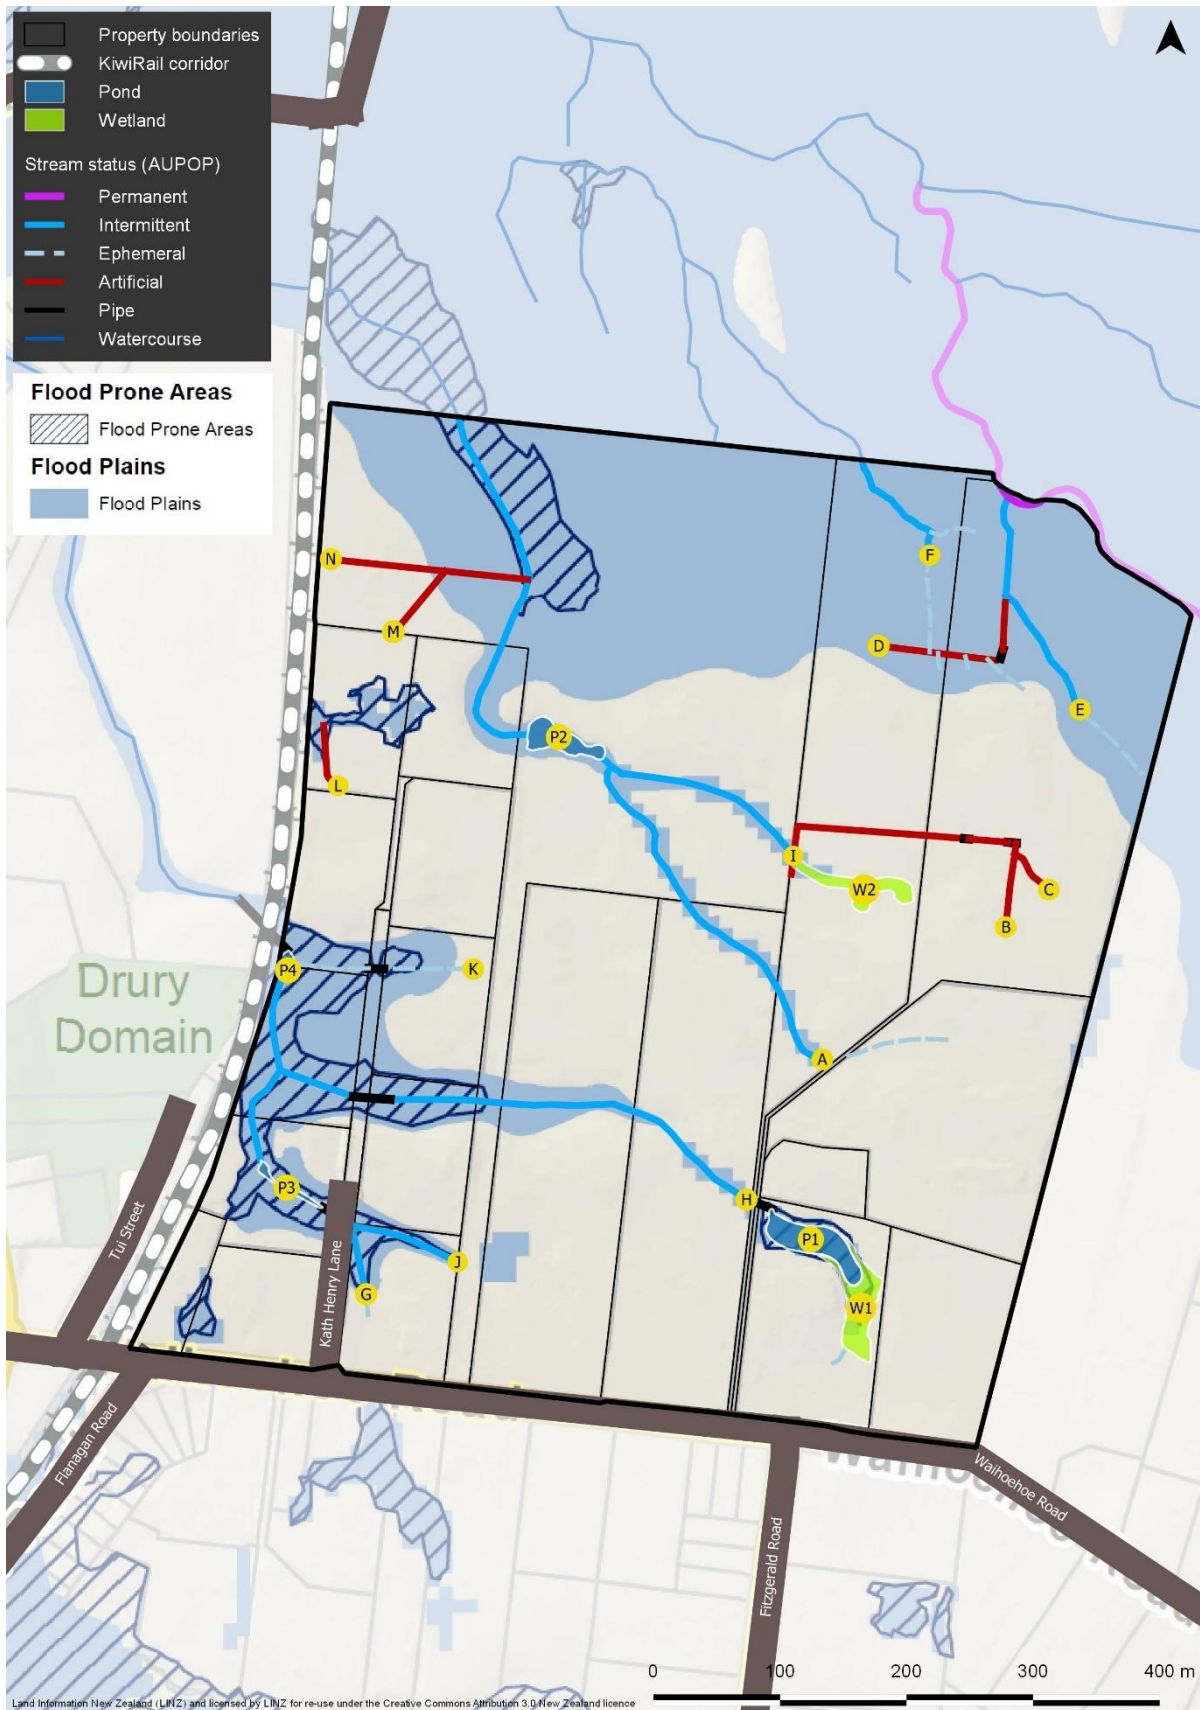 Property boundaries
KiwiRail corridor
Pond
Wetland
Stream status (AUPOP)
Permanent
Intermittent
Ephemeral
Artificial
Pipe
Watercourse
Flood Prone Areas
Flood Prone Areas
Flood Plains
Flood Plains
N
F
M
D
E
P2
L
I
W2
C
B
P4
K
Drury
Domain
A
P3
H
P1
J
G
W1
Tui Street
Kath Henry Lane
Flanagan Road
Waihoehoe Road
Fitzgerald Road
0 100 200 300 400 m
Land Information New Zealand (LINZ) and licensed by LINZ for re-use under the Creative Commons Attribution 3.0 New Zealand licence